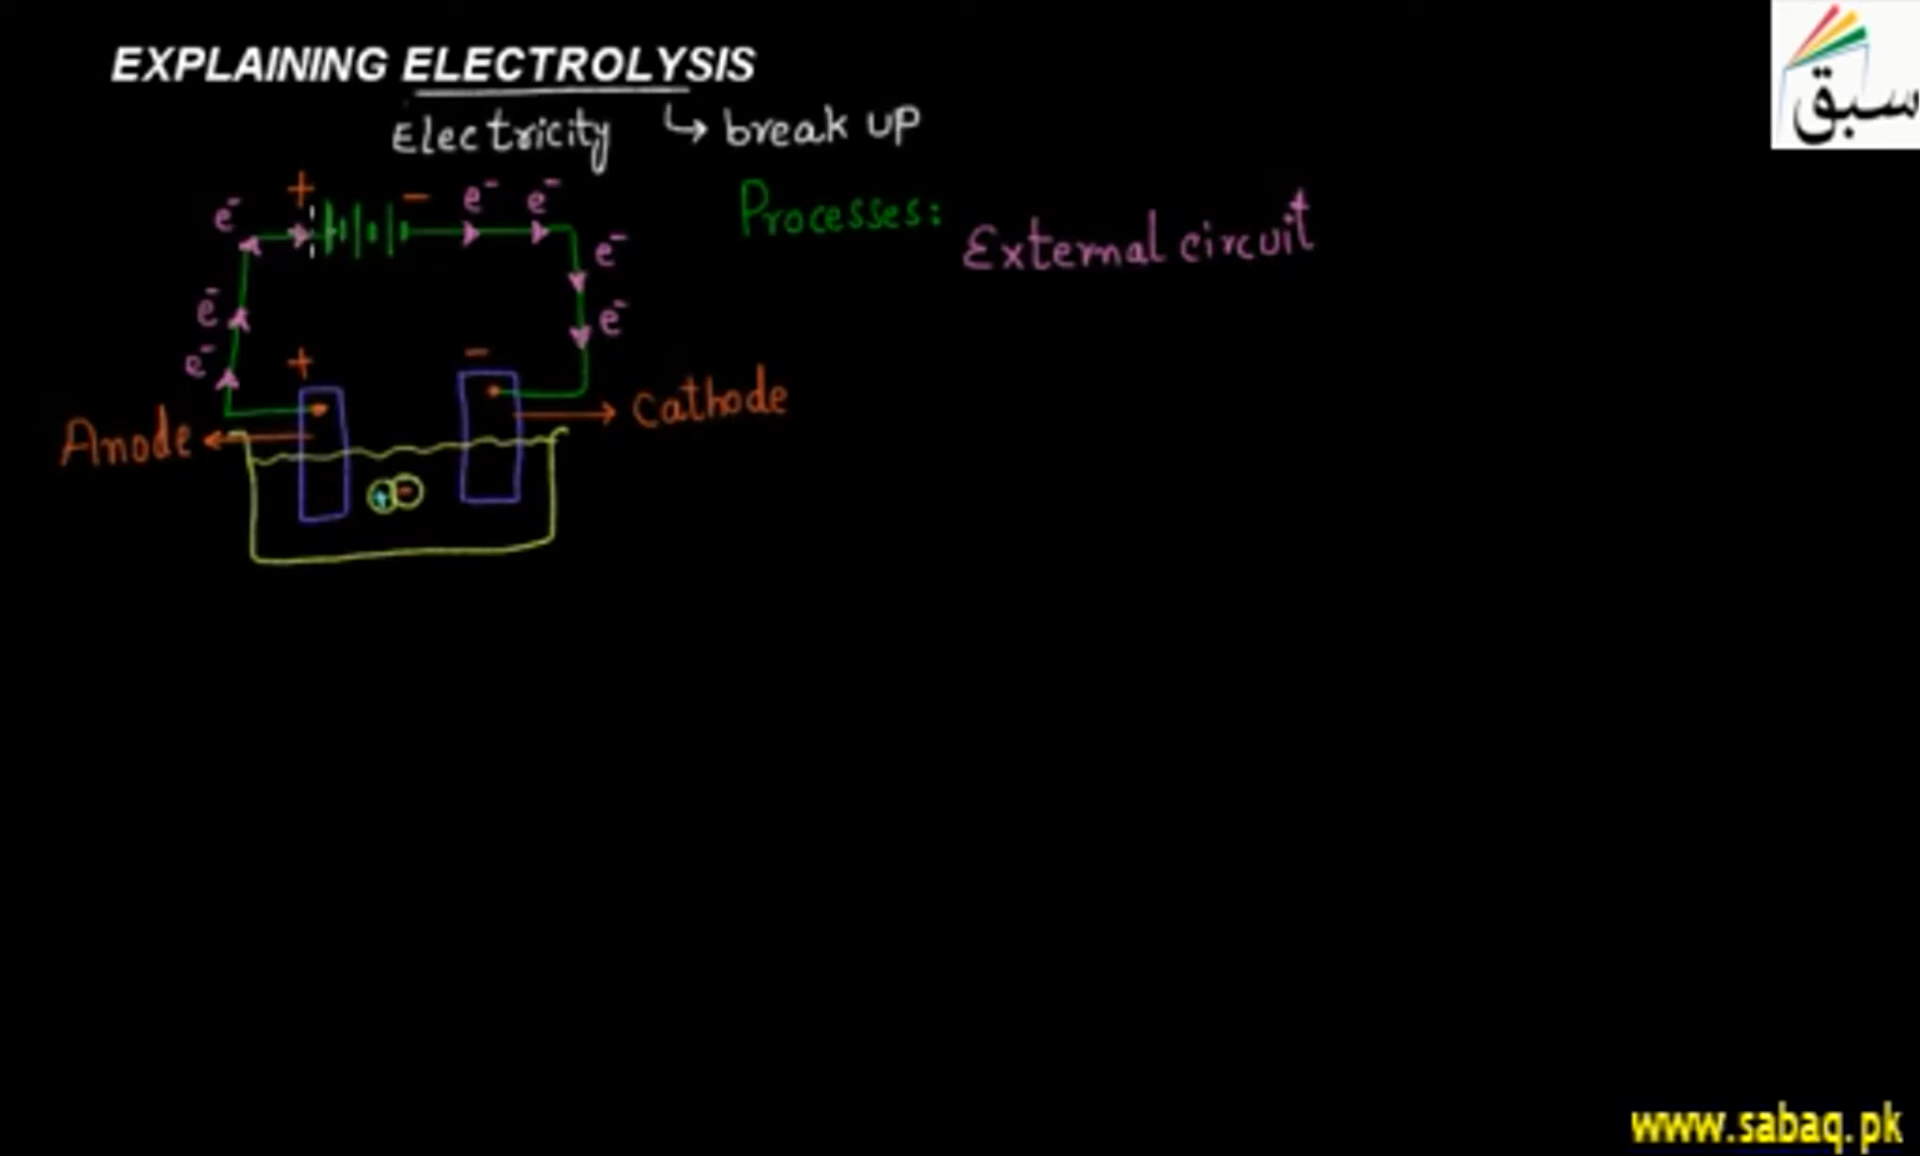 EXPLAINING ELECTROLYSIS
سبق
Electricity ↳ break up
+ - e⁻ e⁻ e⁻
Processes:
External circuit
e⁻
e⁻ e⁻
e⁻
+ -
Anode Cathode
+ -
www.sabaq.pk